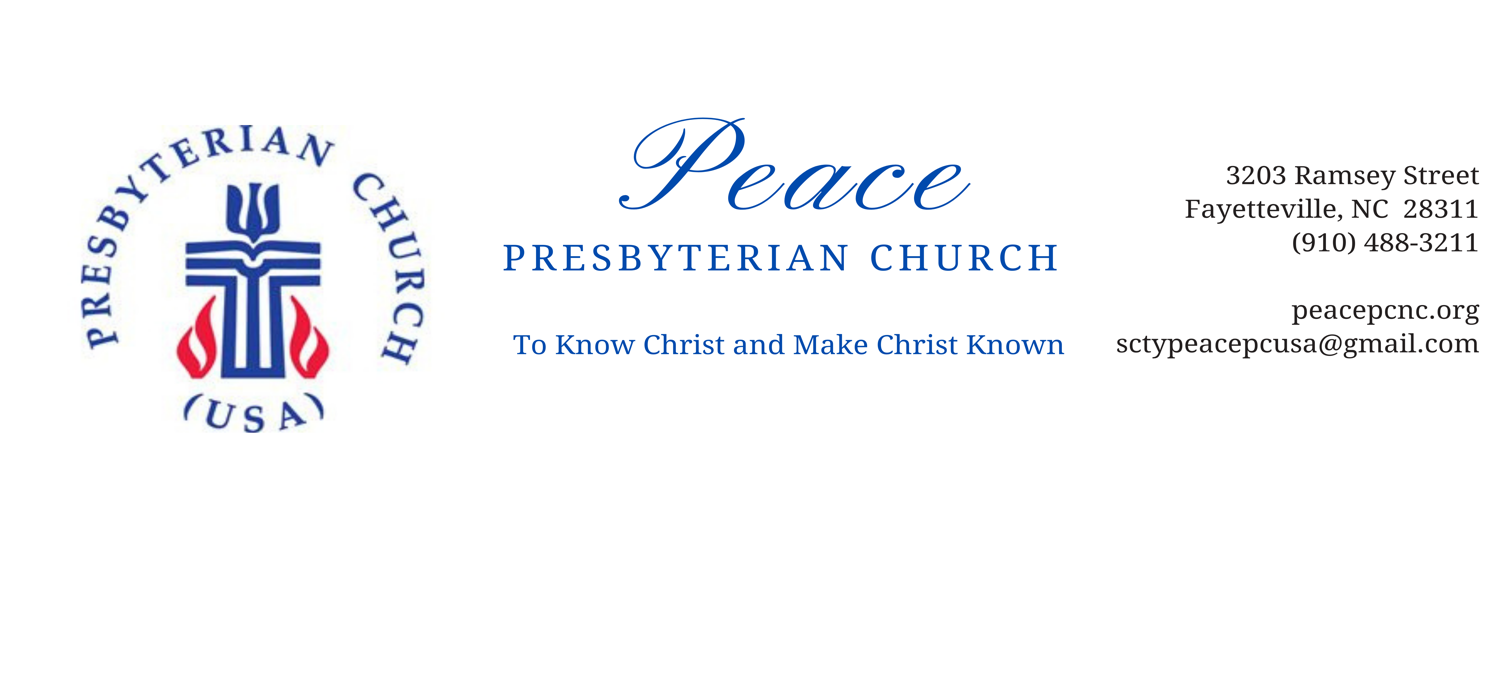 PRESBYTERIAN CHURCH
(USA)
Peace
PRESBYTERIAN CHURCH
To Know Christ and Make Christ Known
3203 Ramsey Street
Fayetteville, NC  28311
(910) 488-3211
peacepcnc.org
sctypeacepcusa@gmail.com